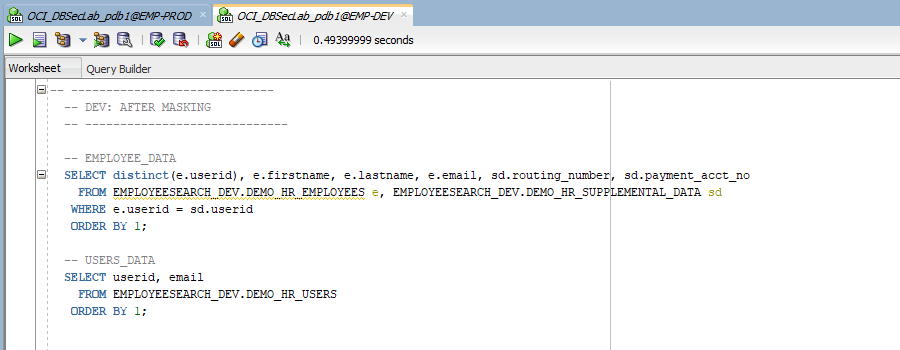 OCI_DBSecLab_pdb1@EMP-PROD × OCI_DBSecLab_pdb1@EMP-DEV ×
SQL 0.49399999 seconds
Worksheet Query Builder
-- -----------------------------
-- DEV: AFTER MASKING
-- -----------------------------
-- EMPLOYEE_DATA
SELECT distinct(e.userid), e.firstname, e.lastname, e.email, sd.routing_number, sd.payment_acct_no
FROM EMPLOYEESEARCH_DEV.DEMO_HR_EMPLOYEES e, EMPLOYEESEARCH_DEV.DEMO_HR_SUPPLEMENTAL_DATA sd
WHERE e.userid = sd.userid
ORDER BY 1;
-- USERS_DATA
SELECT userid, email
FROM EMPLOYEESEARCH_DEV.DEMO_HR_USERS
ORDER BY 1;